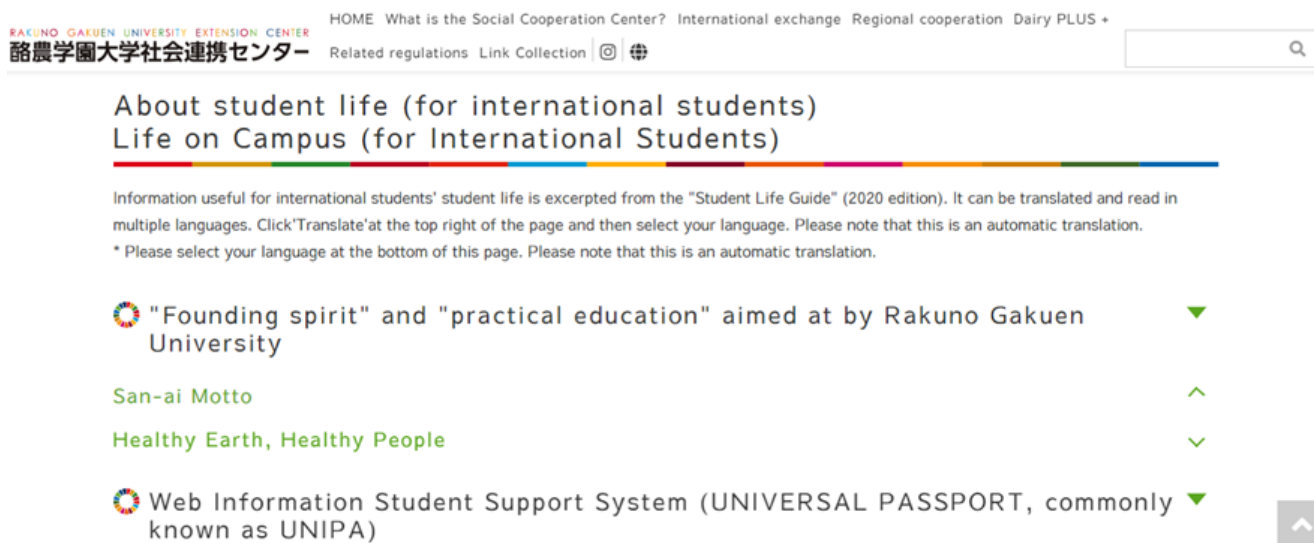 HOME What is the Social Cooperation Center? International exchange Regional cooperation Dairy PLUS +
RAKUNO GAKUEN UNIVERSITY EXTENSION CENTER
酪農学園大学社会連携センター
Related regulations Link Collection
About student life (for international students)
Life on Campus (for International Students)
Information useful for international students' student life is excerpted from the "Student Life Guide" (2020 edition). It can be translated and read in
multiple languages. Click'Translate'at the top right of the page and then select your language. Please note that this is an automatic translation.
* Please select your language at the bottom of this page. Please note that this is an automatic translation.
"Founding spirit" and "practical education" aimed at by Rakuno Gakuen
University
San-ai Motto
Healthy Earth, Healthy People
Web Information Student Support System (UNIVERSAL PASSPORT, commonly
known as UNIPA)